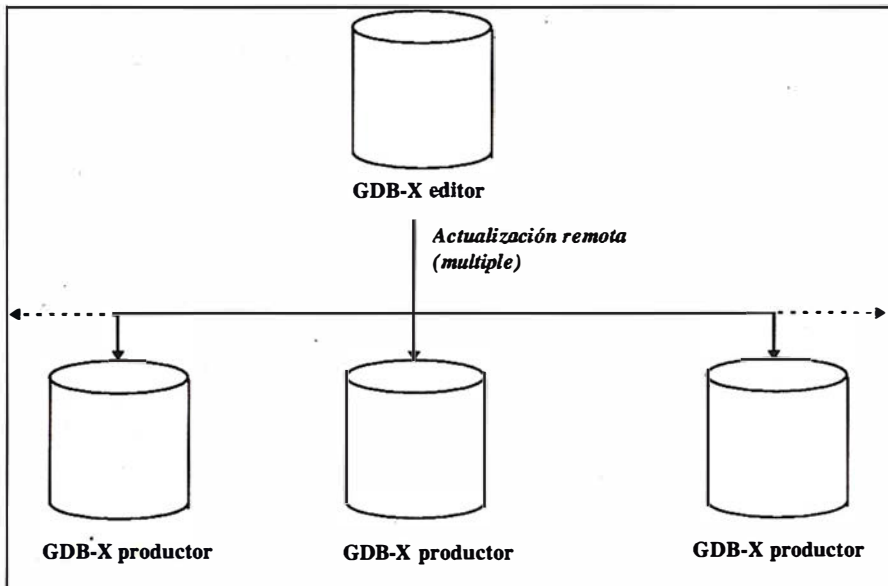 GDB-X editor
Actualización remota
(multiple)
GDB-X productor
GDB-X productor
GDB-X productor